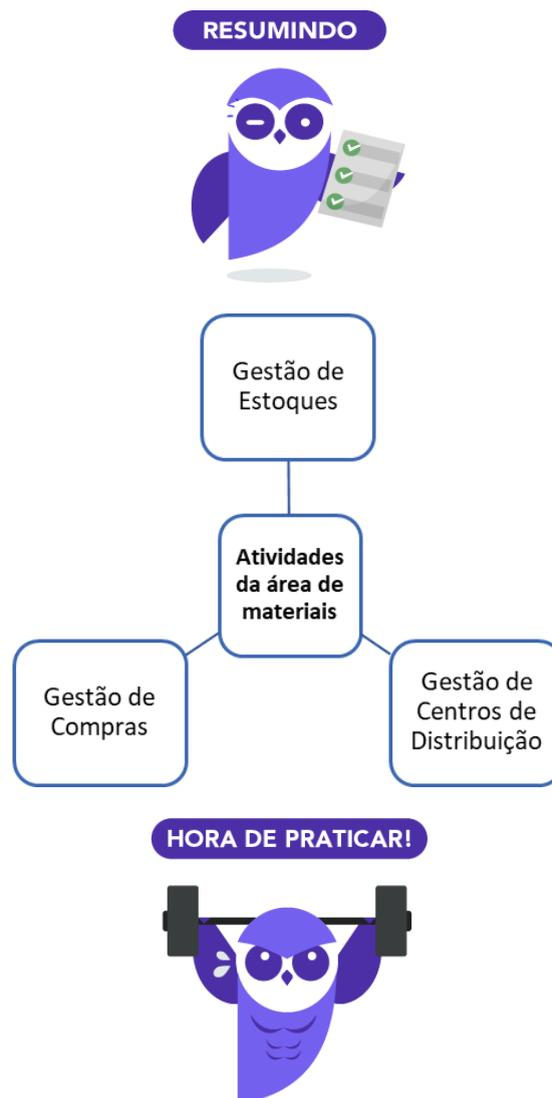 RESUMINDO
Gestão de
Estoques
Atividades
da área de
materiais
Gestão de
Compras
Gestão de
Centros de
Distribuição
HORA DE PRATICAR!